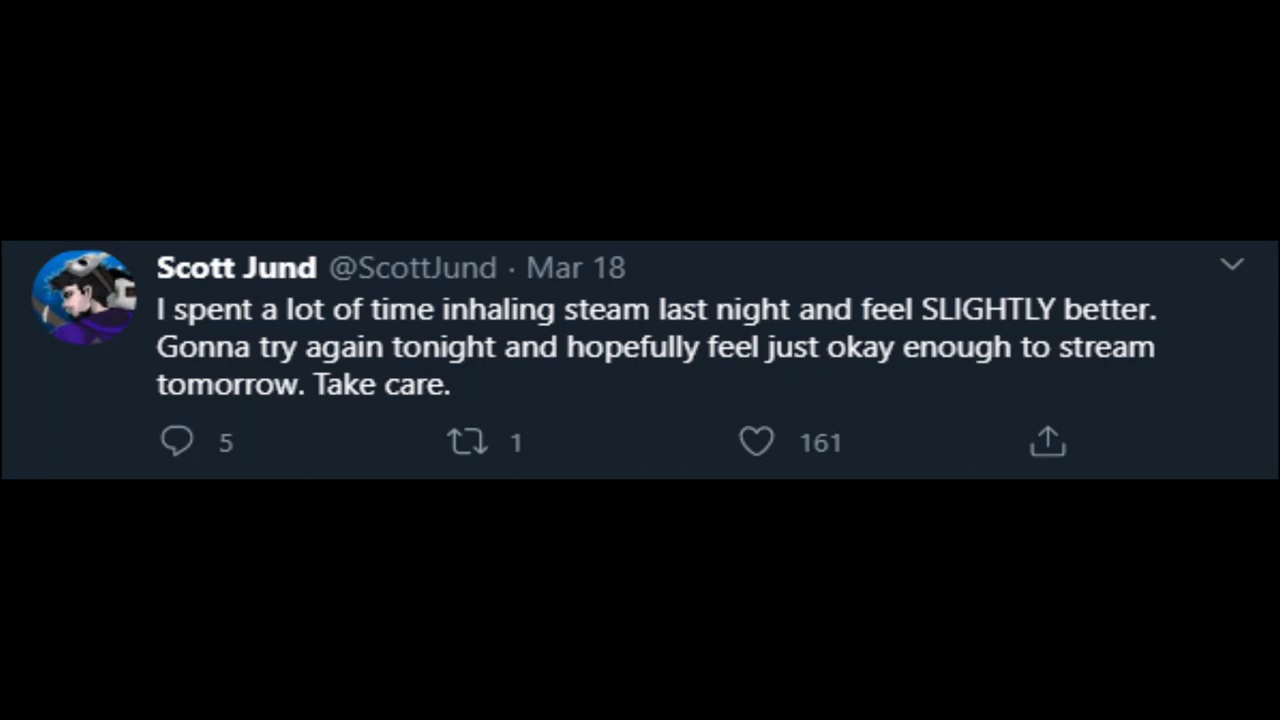 Scott Jund @ScottJund · Mar 18
I spent a lot of time inhaling steam last night and feel SLIGHTLY better.
Gonna try again tonight and hopefully feel just okay enough to stream
tomorrow. Take care.
5 1 161